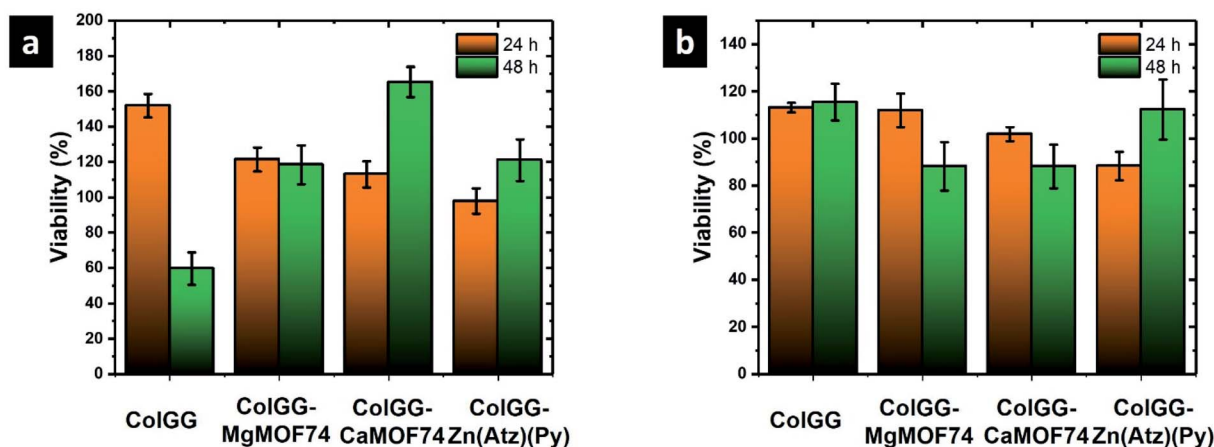 a
24 h
48 h
Viability (%)
200
180
160
140
120
100
80
60
40
20
0
ColGG
ColGG-
MgMOF74
ColGG-
CaMOF74
ColGG-
Zn(Atz)(Py)
b
24 h
48 h
Viability (%)
140
120
100
80
60
40
20
0
ColGG
ColGG-
MgMOF74
ColGG-
CaMOF74
ColGG-
Zn(Atz)(Py)